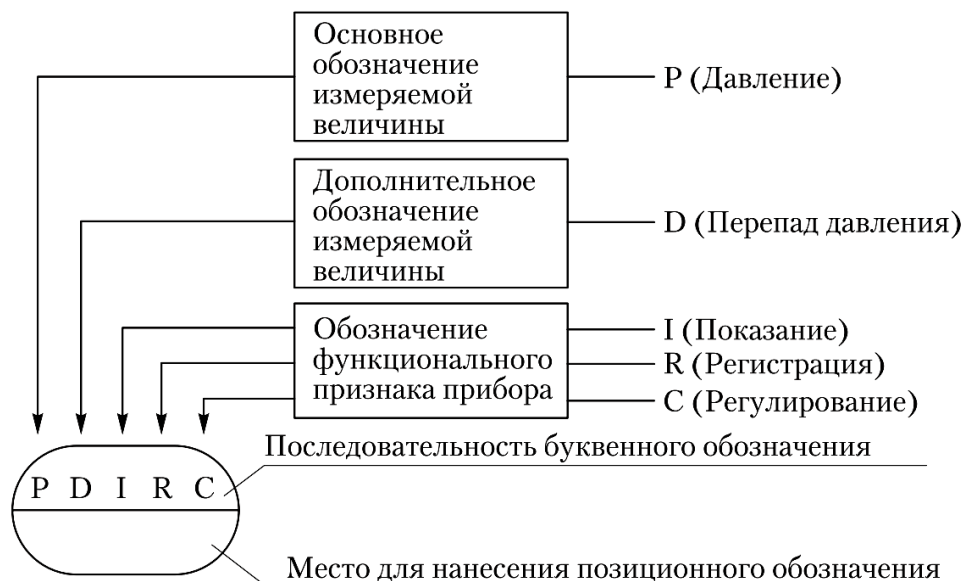 Основное
обозначение
измеряемой
величины
P (Давление)
Дополнительное
обозначение
измеряемой
величины
D (Перепад давления)
Обозначение
функционального
признака прибора
I (Показание)
R (Регистрация)
C (Регулирование)
Последовательность буквенного обозначения
P D I R C
Место для нанесения позиционного обозначения